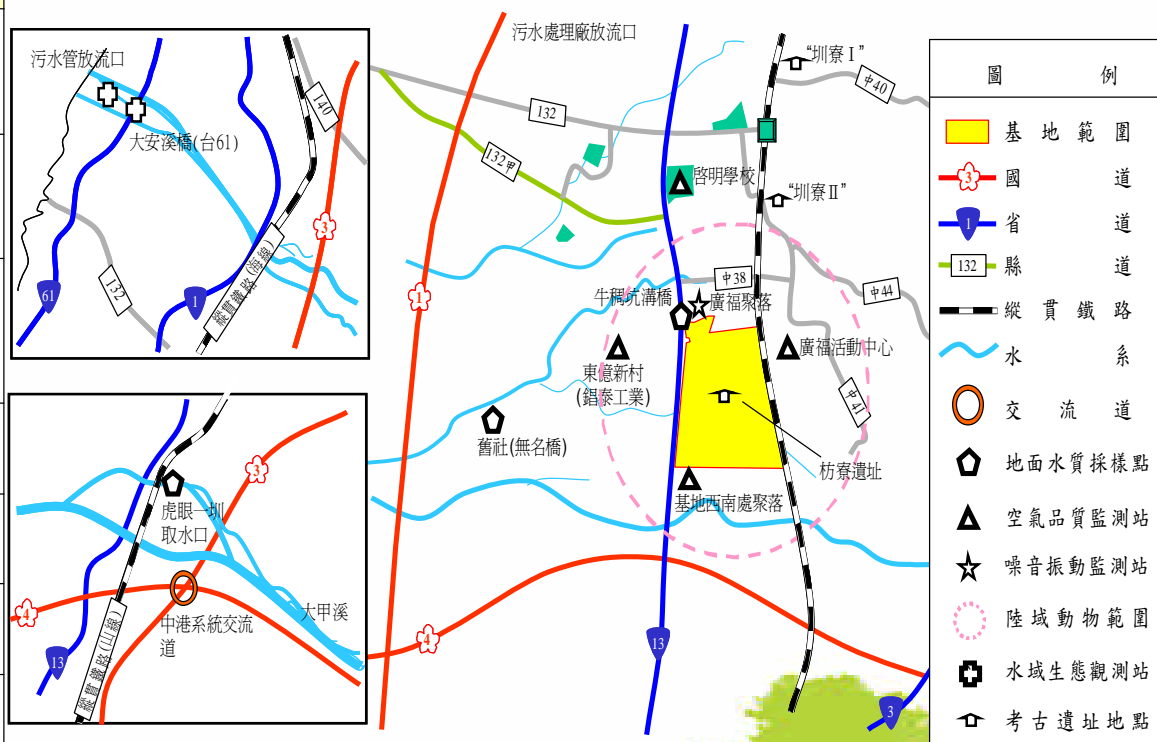 污水管放流口
大安溪橋(台61)
140
3
132
61
1
縱貫鐵路(海線)
虎眼一圳
取水口
3
大甲溪
4
中港系統交流
道
13
縱貫鐵路(山線)
污水處理廠放流口
"圳寮I"
中40
132
132甲
啓明學校
"圳寮II"
中38
中44
1
牛稠坑溝橋
廣福聚落
廣福活動中心
東億新村
(錩泰工業)
中41
舊社(無名橋)
枋寮遺址
基地西南處聚落
4
13
3
圖例
基地範圍
3 國道
1 省道
132 縣道
縱貫鐵路
水系
交流道
地面水質採樣點
空氣品質監測站
噪音振動監測站
陸域動物範圍
水域生態觀測站
考古遺址地點